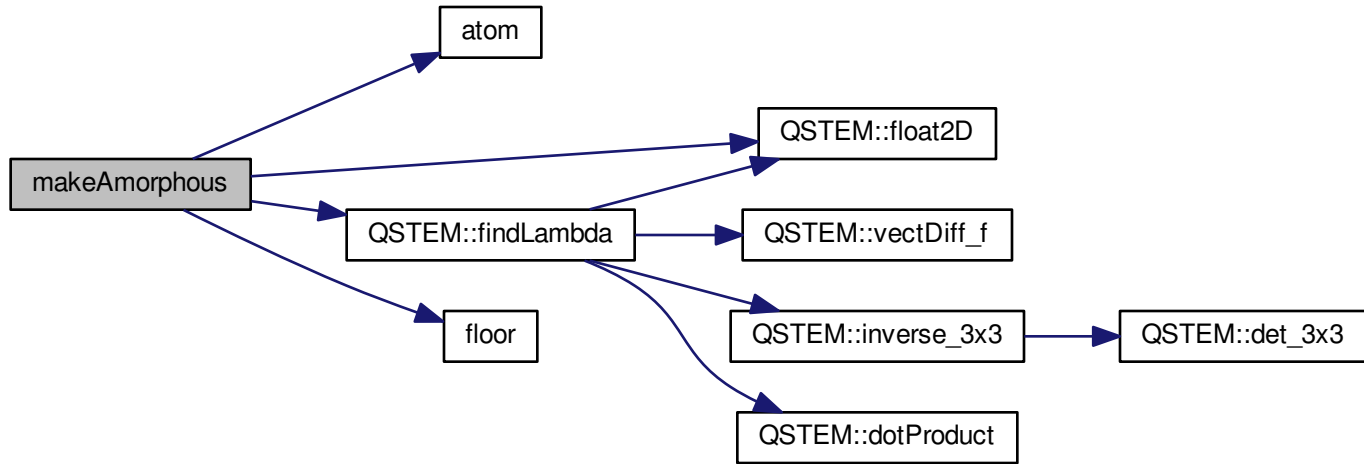 atom
QSTEM::float2D
makeAmorphous
QSTEM::findLambda
QSTEM::vectDiff_f
floor
QSTEM::inverse_3x3
QSTEM::det_3x3
QSTEM::dotProduct